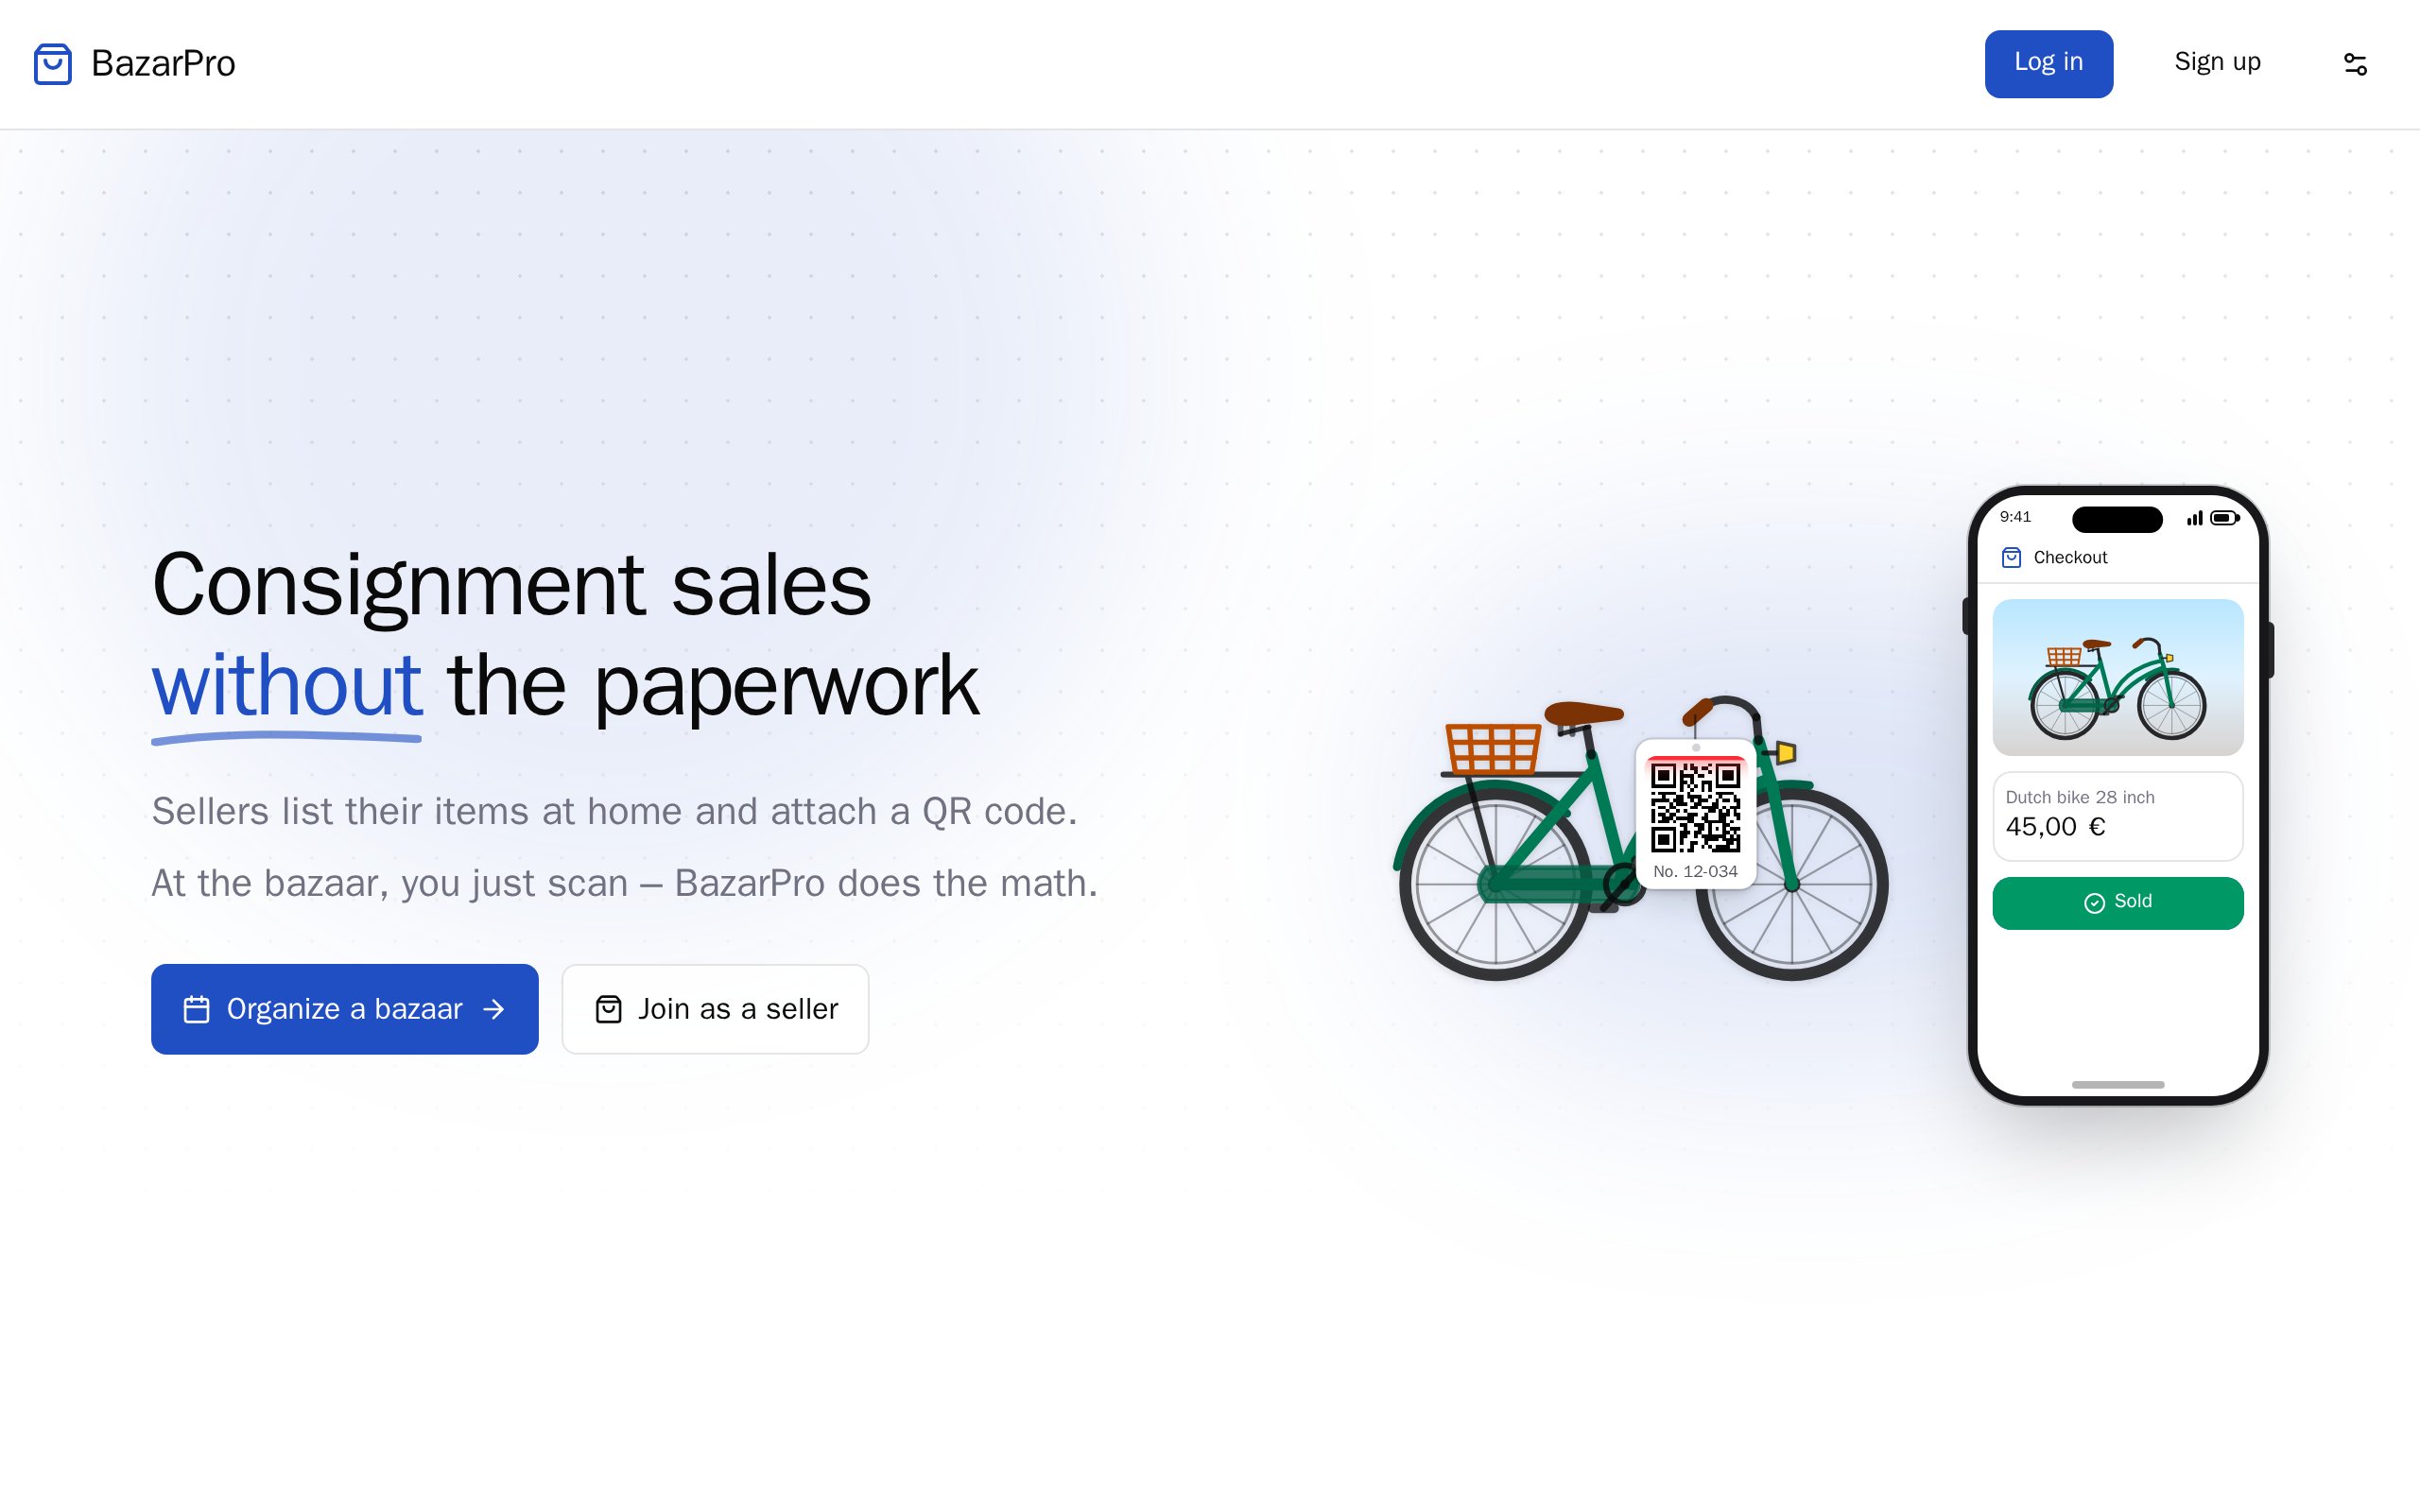 BazarPro
Log in
Sign up
Consignment sales
without the paperwork
Sellers list their items at home and attach a QR code.
At the bazaar, you just scan – BazarPro does the math.
Organize a bazaar
Join as a seller
No. 12-034
9:41
Checkout
Dutch bike 28 inch
45,00 €
Sold